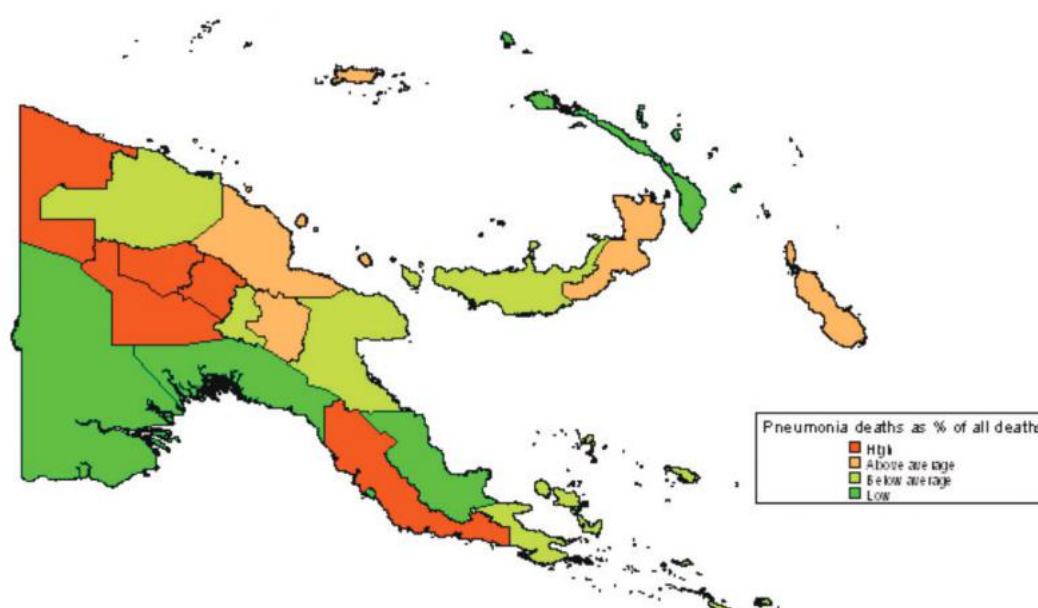 Pneumonia deaths as % of all deaths
High
Above average
Below average
Low